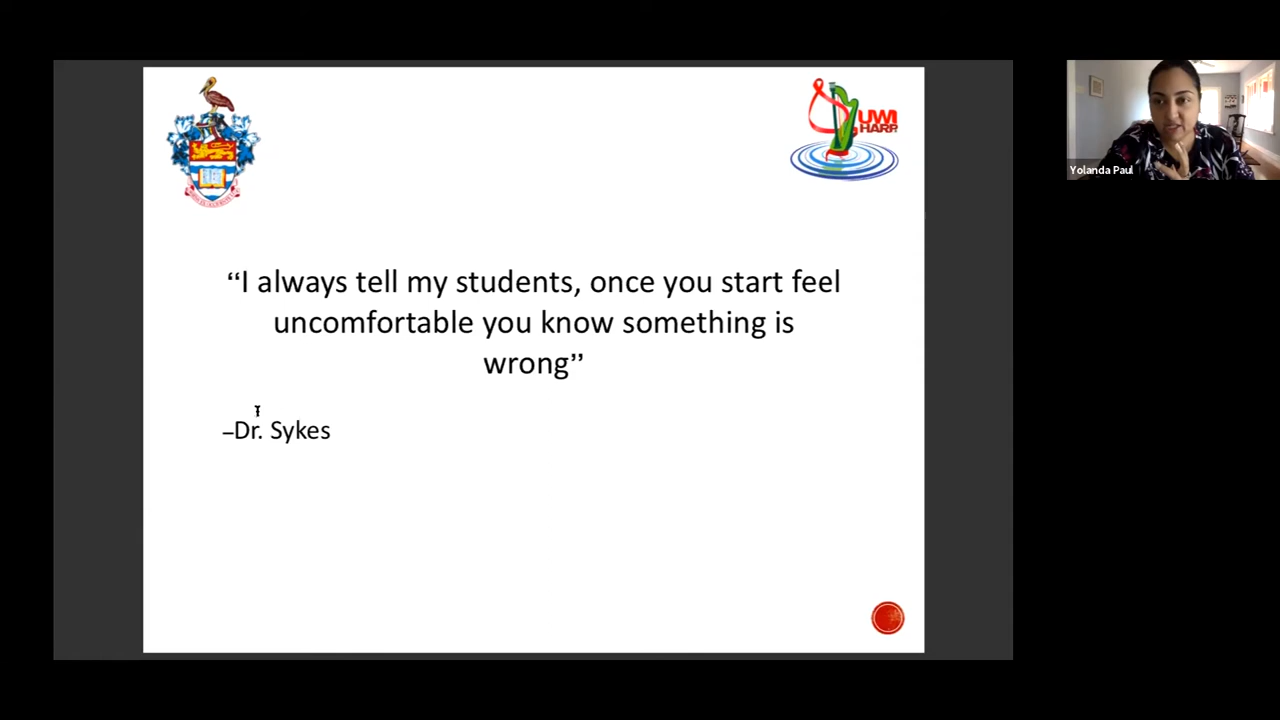 UWI
HARP
Yolanda Paul
“I always tell my students, once you start feel
uncomfortable you know something is
wrong”
–Dr. Sykes